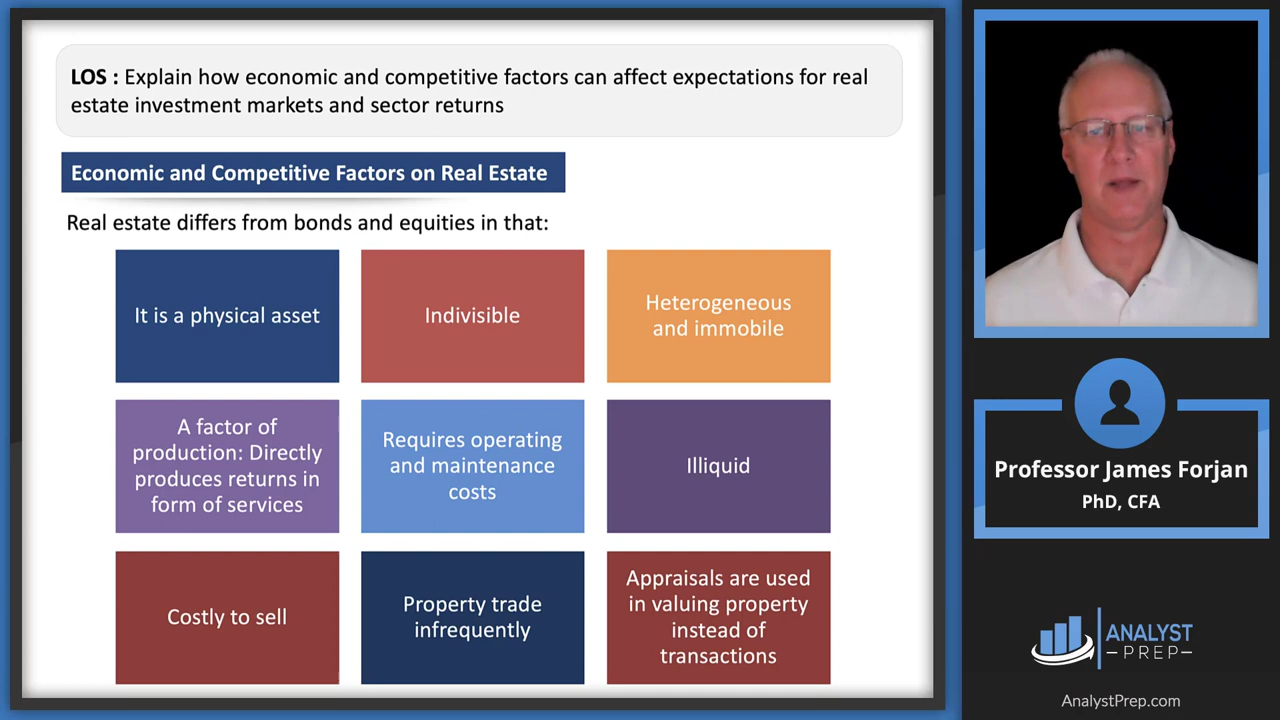 LOS : Explain how economic and competitive factors can affect expectations for real
estate investment markets and sector returns
Economic and Competitive Factors on Real Estate
Real estate differs from bonds and equities in that:
It is a physical asset
Indivisible
Heterogeneous
and immobile
A factor of
production: Directly
produces returns in
form of services
Requires operating
and maintenance
costs
Illiquid
Costly to sell
Property trade
infrequently
Appraisals are used
in valuing property
instead of
transactions
Professor James Forjan
PhD, CFA
ANALYST
PREP
AnalystPrep.com